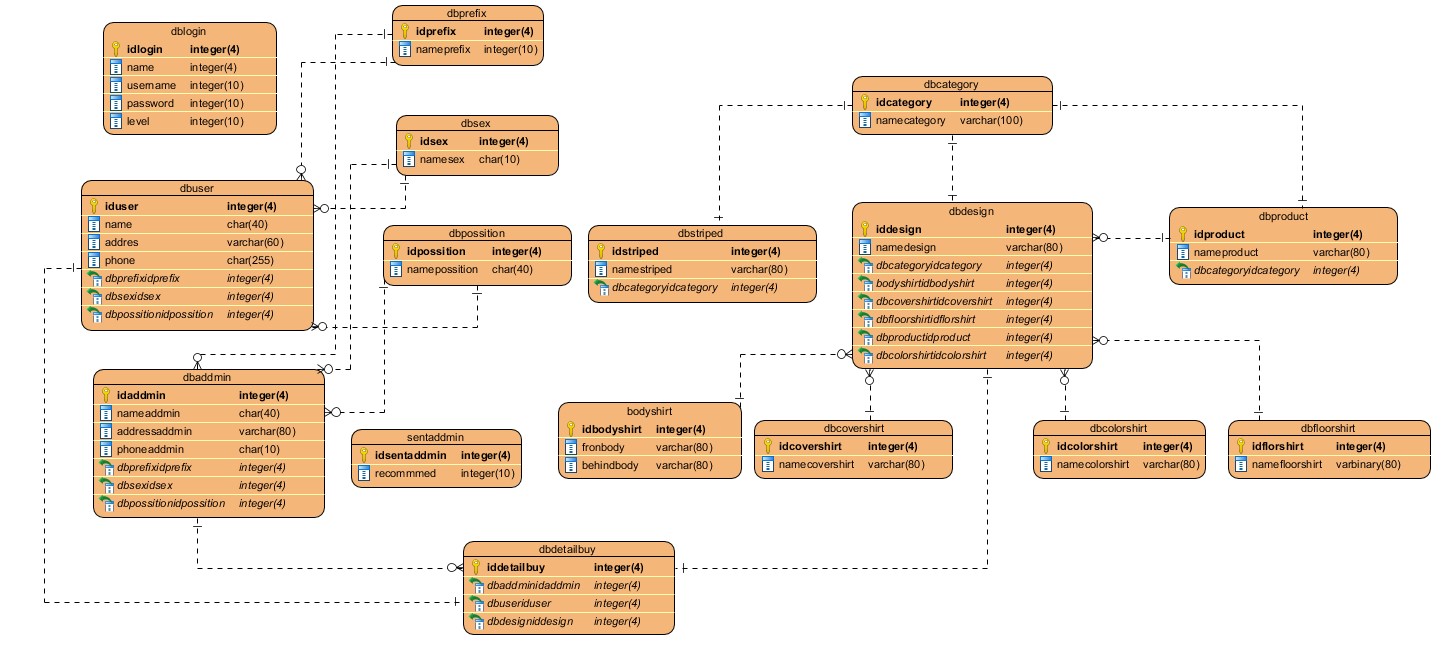 dblogin
idlogin integer(4)
name integer(4)
username integer(10)
password integer(10)
level integer(10)
dbprefix
idprefix integer(4)
nameprefix integer(10)
dbsex
idsex integer(4)
namesex char(10)
dbcategory
idcategory integer(4)
namecategory varchar(100)
dbuser
iduser integer(4)
name char(40)
addres varchar(60)
phone char(255)
dbprefixidprefix integer(4)
dbsexidsex integer(4)
dbpossitionidpossition integer(4)
dbpossition
idpossition integer(4)
namepossition char(40)
dbstriped
idstriped integer(4)
namestriped varchar(80)
dbcategoryidcategory integer(4)
dbdesign
iddesign integer(4)
namedesign varchar(80)
dbcategoryidcategory integer(4)
bodyshirtidbodyshirt integer(4)
dbcovershirtidcovershirt integer(4)
dbfloorshirtidflorshirt integer(4)
dbproductidproduct integer(4)
dbcolorshirtidcolorshirt integer(4)
dbproduct
idproduct integer(4)
nameproduct varchar(80)
dbcategoryidcategory integer(4)
dbaddmin
idaddmin integer(4)
nameaddmin char(40)
addressaddmin varchar(80)
phoneaddmin char(10)
dbprefixidprefix integer(4)
dbsexidsex integer(4)
dbpossitionidpossition integer(4)
sentaddmin
idsentaddmin integer(4)
recommmed integer(10)
bodyshirt
idbodyshirt integer(4)
fronbody varchar(80)
behindbody varchar(80)
dbcovershirt
idcovershirt integer(4)
namecovershirt varchar(80)
dbcolorshirt
idcolorshirt integer(4)
namecolorshirt varchar(80)
dbfloorshirt
idflorshirt integer(4)
namefloorshirt varbinary(80)
dbdetailbuy
iddetailbuy integer(4)
dbaddminidaddmin integer(4)
dbuseriduser integer(4)
dbdesigniddesign integer(4)